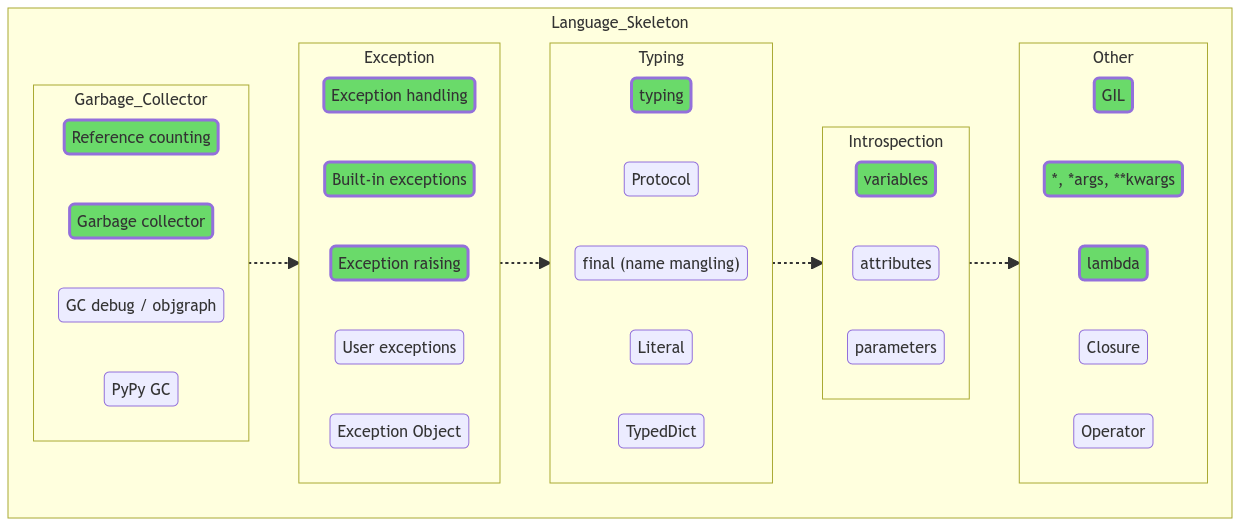 Language_Skeleton
Garbage_Collector
Reference counting
Garbage collector
GC debug / objgraph
PyPy GC
Exception
Exception handling
Built-in exceptions
Exception raising
User exceptions
Exception Object
Typing
typing
Protocol
final (name mangling)
Literal
TypedDict
Introspection
variables
attributes
parameters
Other
GIL
*, *args, **kwargs
lambda
Closure
Operator